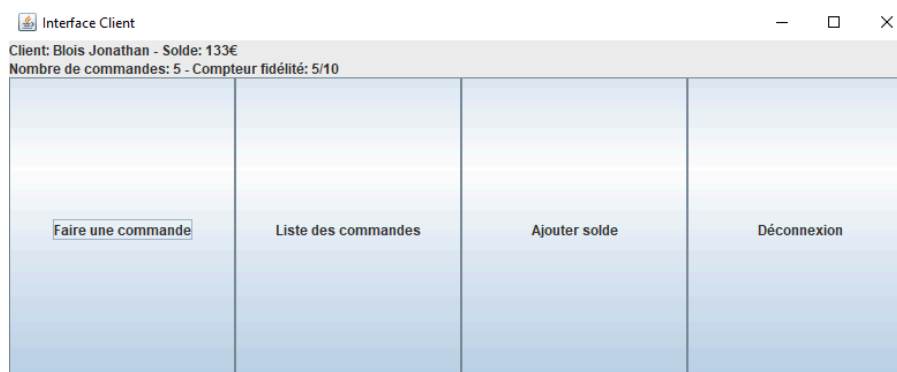 Interface Client
Client: Blois Jonathan - Solde: 133€
Nombre de commandes: 5 - Compteur fidélité: 5/10
Faire une commande
Liste des commandes
Ajouter solde
Déconnexion